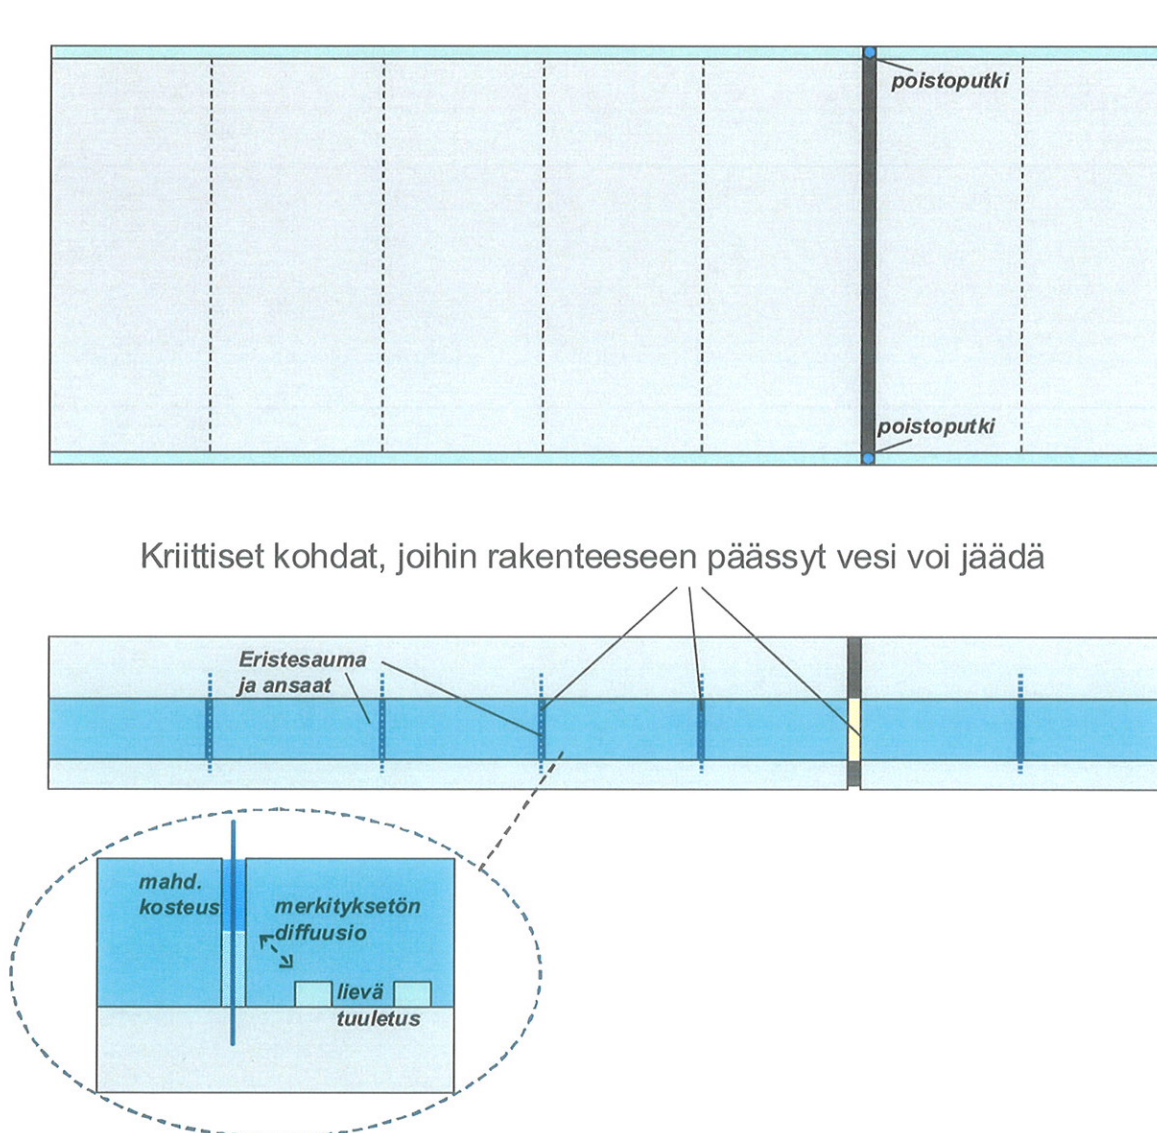 poistoputki
poistoputki
Kriittiset kohdat, joihin rakenteeseen päässyt vesi voi jäädä
Eristesauma
ja ansaat
mahd.
kosteus
merkityksetön
diffuusio
lievä
tuuletus